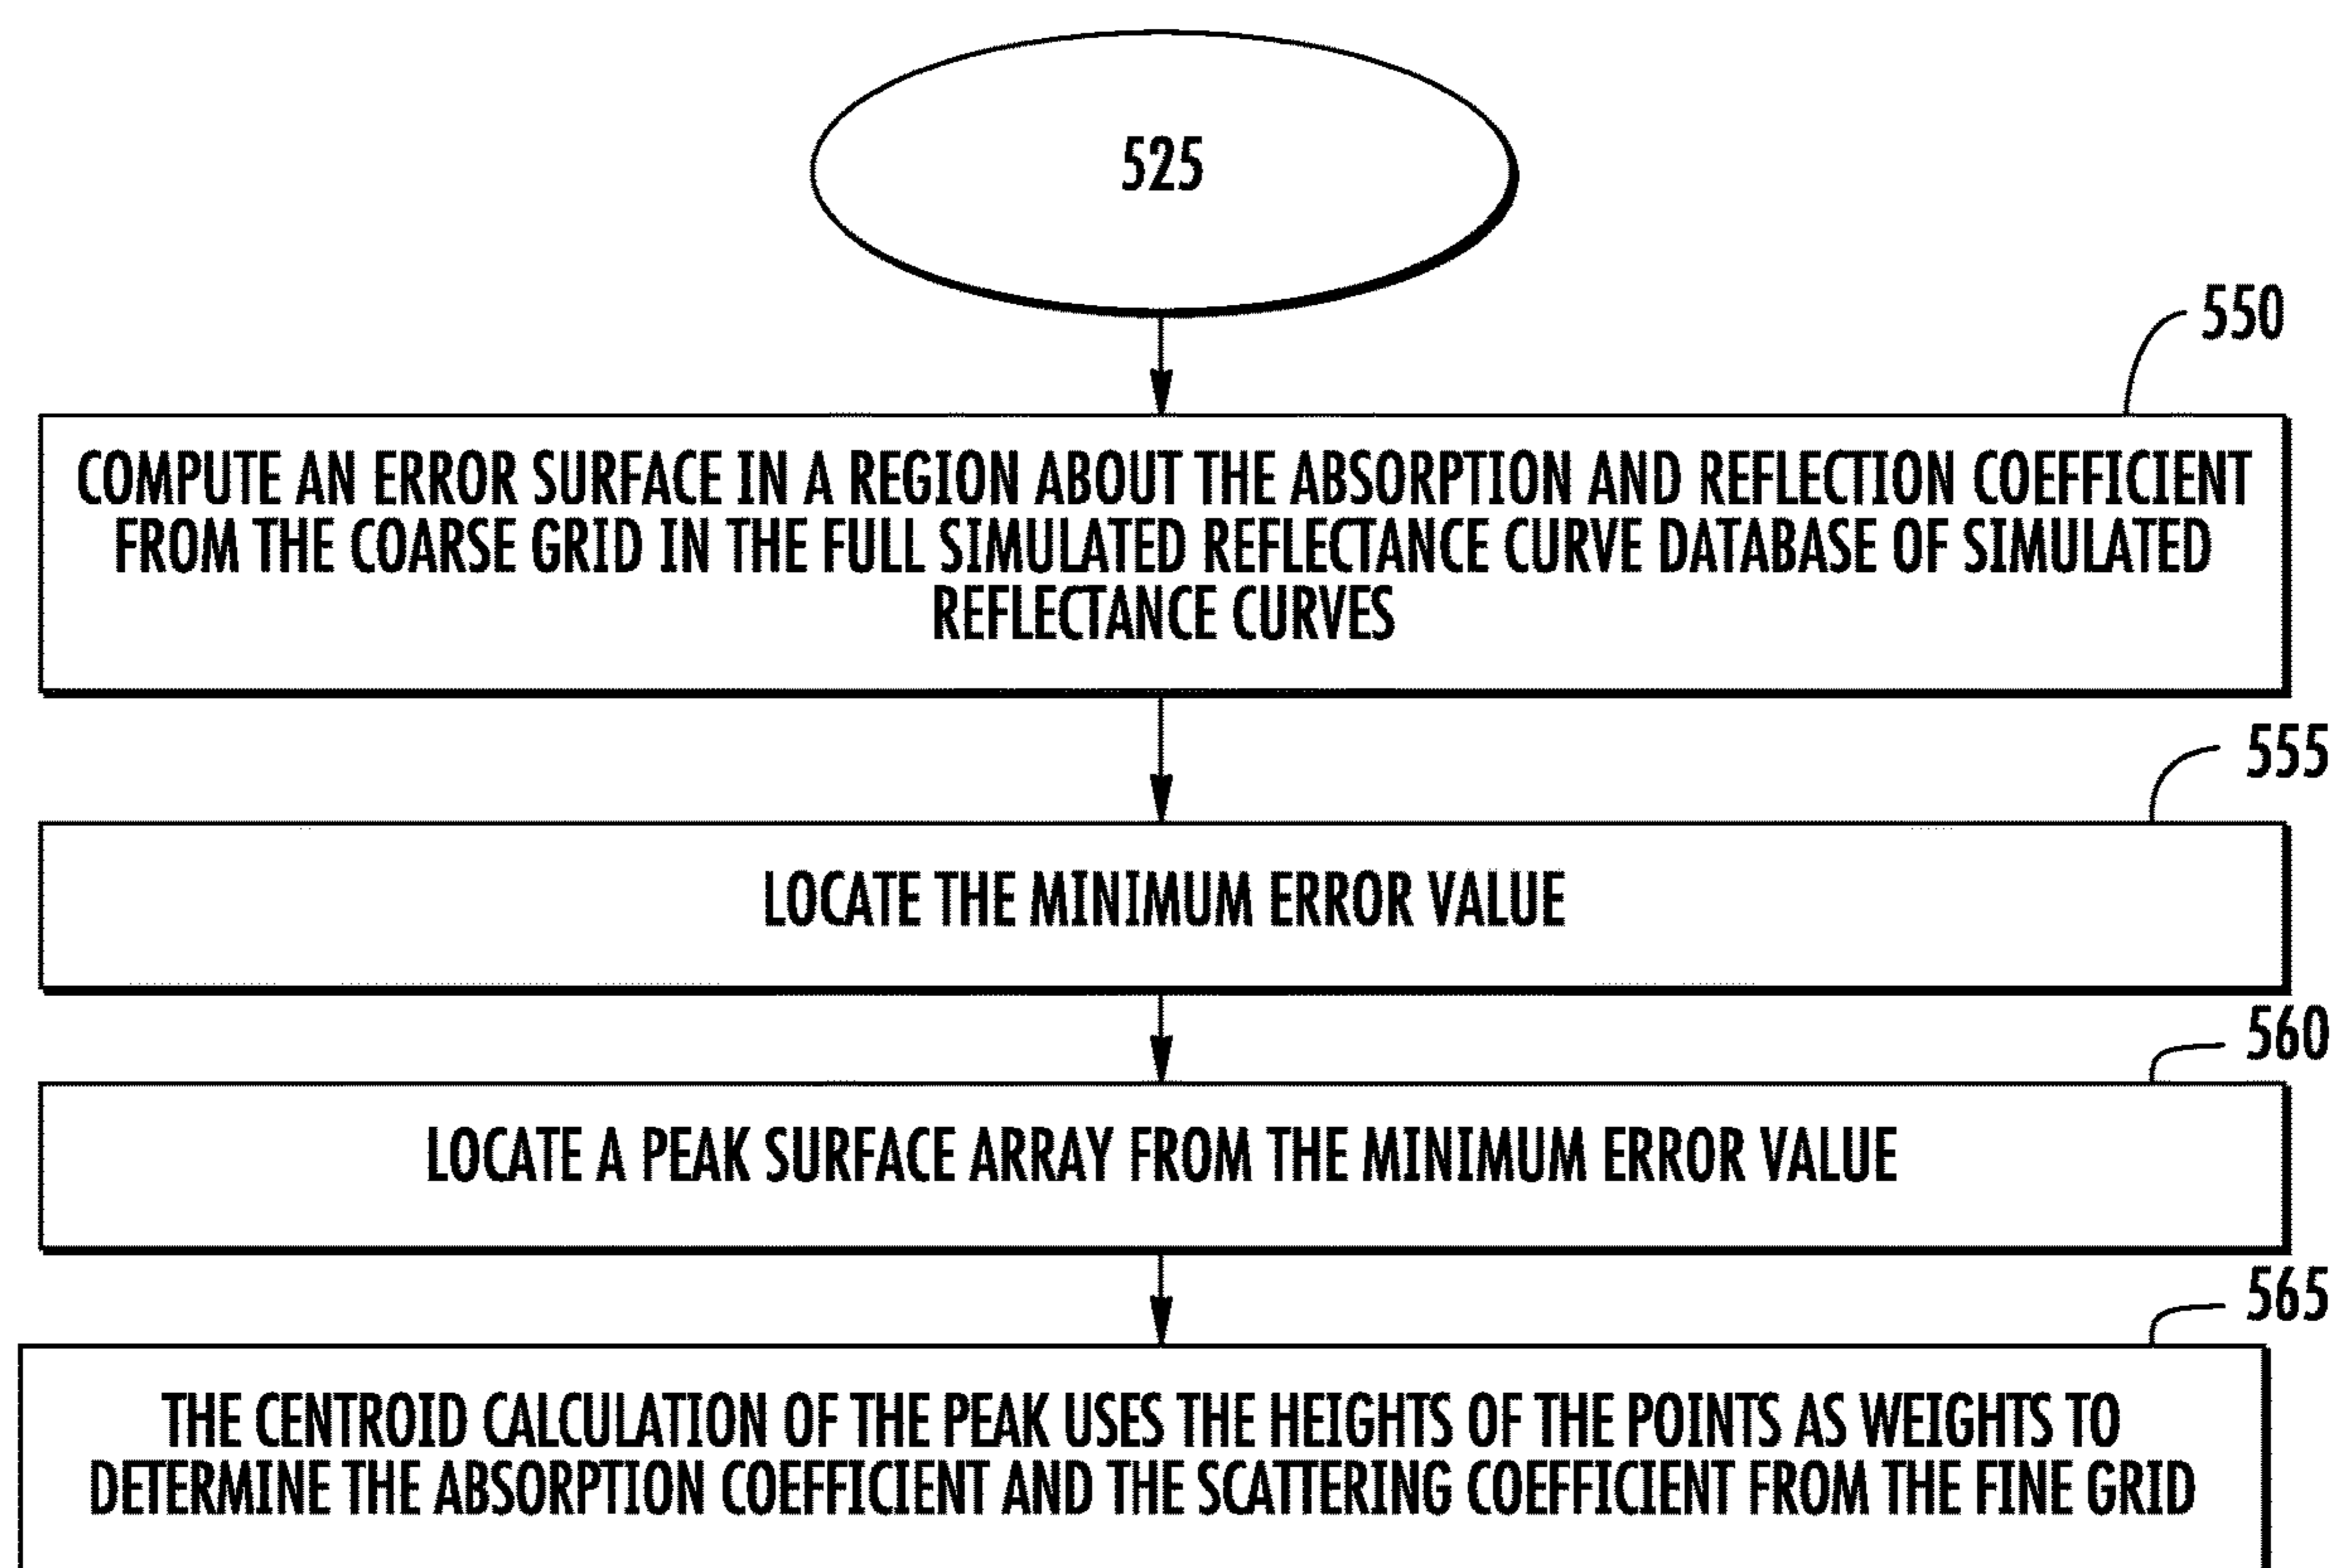 525
550
COMPUTE AN ERROR SURFACE IN A REGION ABOUT THE ABSORPTION AND REFLECTION COEFFICIENT
FROM THE COARSE GRID IN THE FULL SIMULATED REFLECTANCE CURVE DATABASE OF SIMULATED
REFLECTANCE CURVES
555
LOCATE THE MINIMUM ERROR VALUE
560
LOCATE A PEAK SURFACE ARRAY FROM THE MINIMUM ERROR VALUE
565
THE CENTROID CALCULATION OF THE PEAK USES THE HEIGHTS OF THE POINTS AS WEIGHTS TO
DETERMINE THE ABSORPTION COEFFICIENT AND THE SCATTERING COEFFICIENT FROM THE FINE GRID